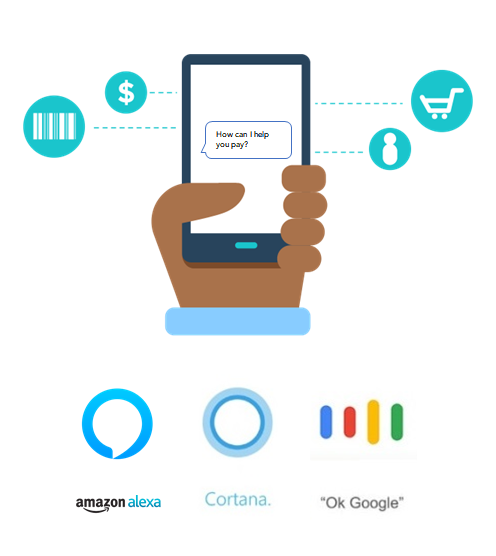 $
How can I help
you pay?
amazon alexa
Cortana.
“Ok Google”